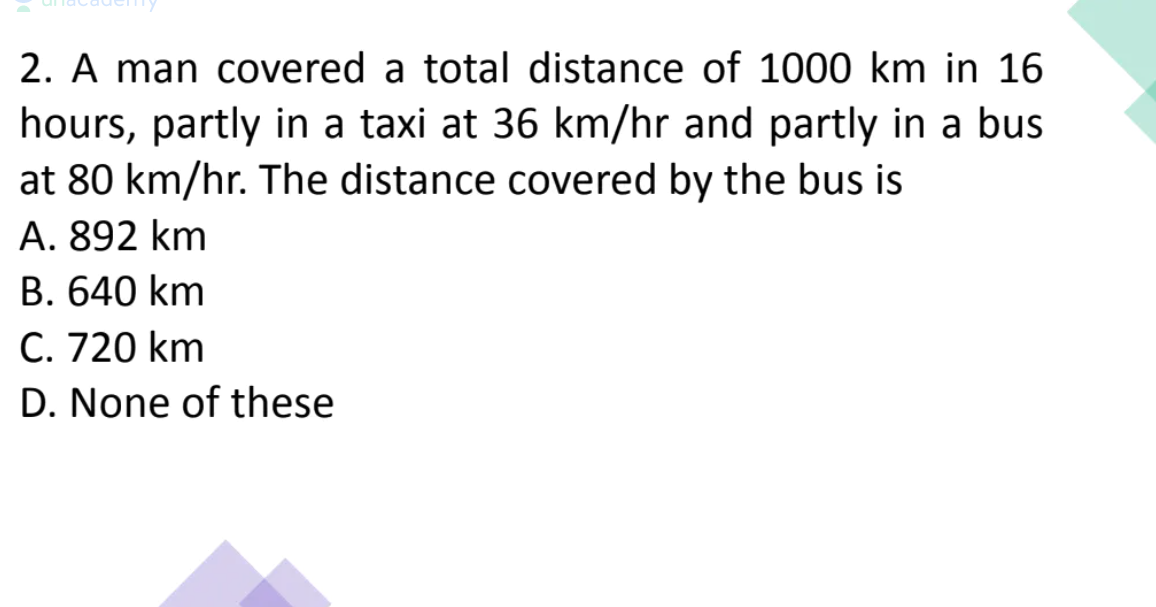 2. A man covered a total distance of 1000 km in 16
hours, partly in a taxi at 36 km/hr and partly in a bus
at 80 km/hr. The distance covered by the bus is
A. 892 km
B. 640 km
C. 720 km
D. None of these